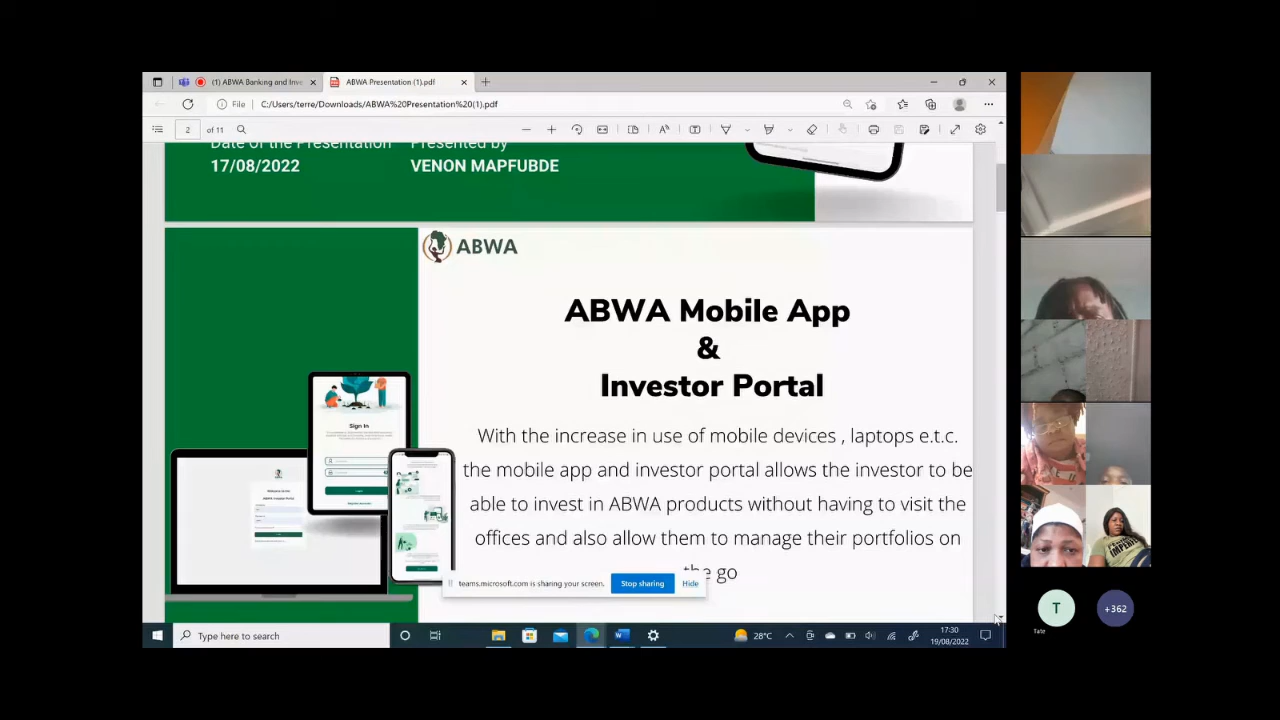 (1) ABWA Banking and Inve
ABWA Presentation (1).pdf
File
C:/Users/terre/Downloads/ABWA%20Presentation%20(1).pdf
2
of 11
Date of the Presentation
Presented by
17/08/2022
VENON MAPFUBDE
ABWA
ABWA Mobile App
&
Investor Portal
With the increase in use of mobile devices , laptops e.t.c.
the mobile app and investor portal allows the investor to be
able to invest in ABWA products without having to visit the
offices and also allow them to manage their portfolios on
the go
Sign In
teams.microsoft.com is sharing your screen.
Stop sharing
Hide
Type here to search
28°C
17:30
19/08/2022
IMPERF
T
Tate
+362